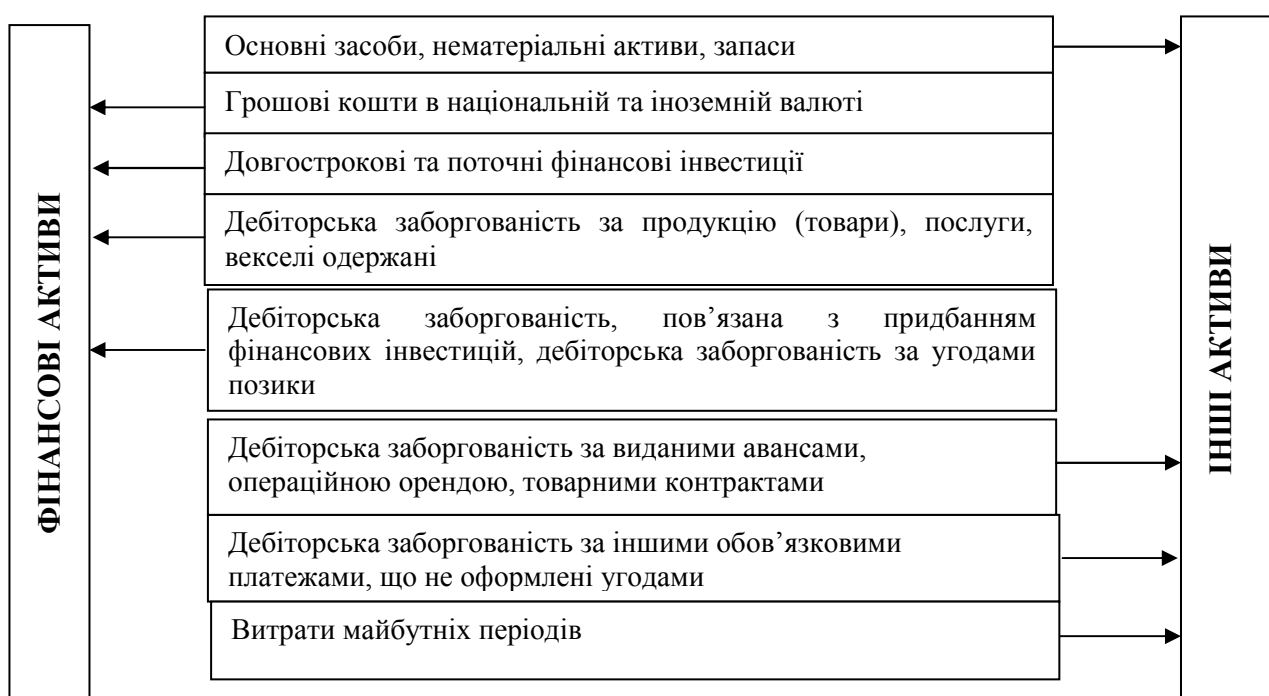 ФІНАНСОВІ АКТИВИ
Основні засоби, нематеріальні активи, запаси
Грошові кошти в національній та іноземній валюті
Довгострокові та поточні фінансові інвестиції
Дебіторська заборгованість за продукцію (товари), послуги,
векселі одержані
Дебіторська заборгованість, пов’язана з придбанням
фінансових інвестицій, дебіторська заборгованість за угодами
позики
Дебіторська заборгованість за виданими авансами,
операційною орендою, товарними контрактами
Дебіторська заборгованість за іншими обов’язковими
платежами, що не оформлені угодами
Витрати майбутніх періодів
ІНШІ АКТИВИ